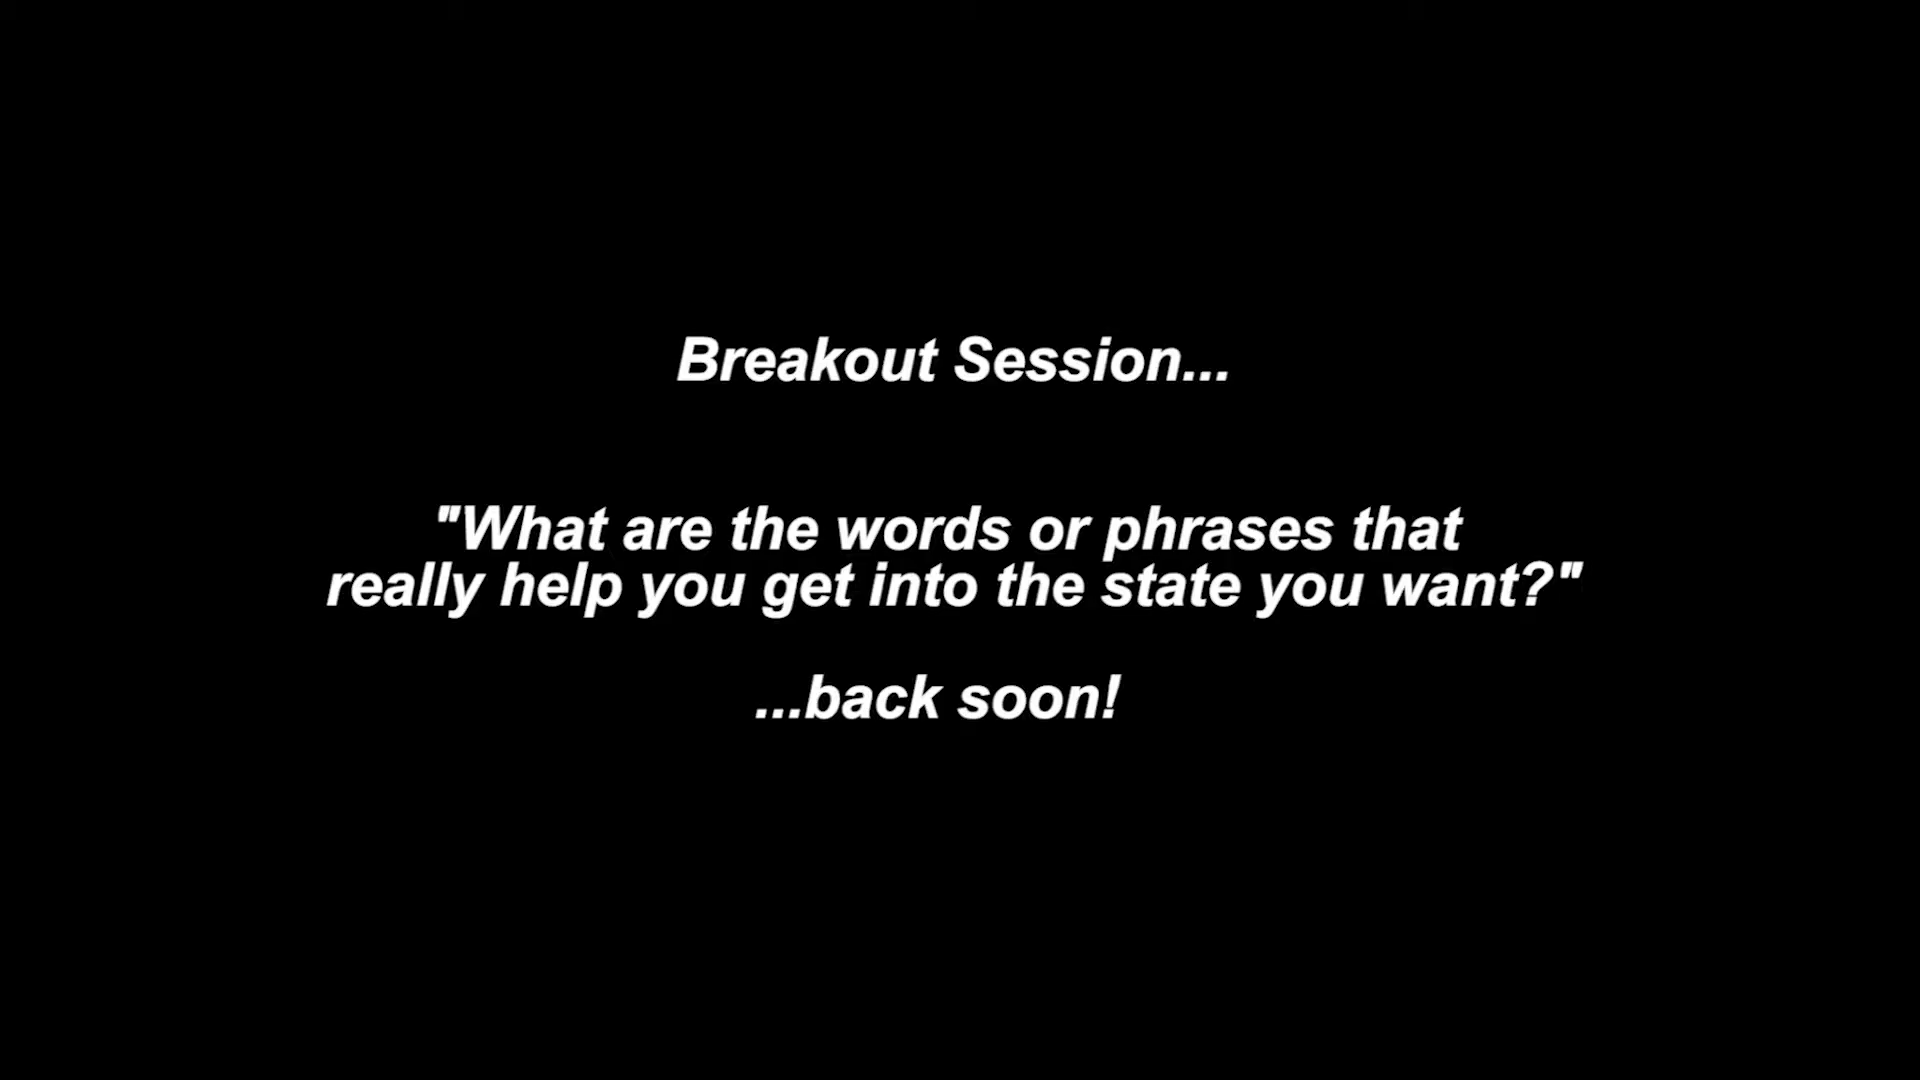 Breakout Session...
"What are the words or phrases that
really help you get into the state you want?"
...back soon!